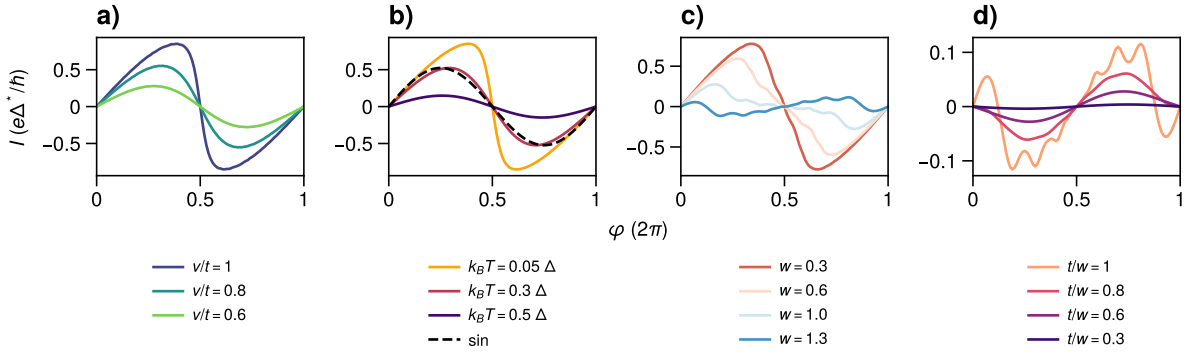 a) b) c) d)
I (eΔ*/ℏ)
0.5
0
−0.5
0 0.5 1
0.5
0
−0.5
0 0.5 1
0.5
0
−0.5
0 0.5 1
0.1
0
−0.1
0 0.5 1
φ (2π)
v/t = 1
v/t = 0.8
v/t = 0.6
k_BT = 0.05 Δ
k_BT = 0.3 Δ
k_BT = 0.5 Δ
sin
w = 0.3
w = 0.6
w = 1.0
w = 1.3
t/w = 1
t/w = 0.8
t/w = 0.6
t/w = 0.3